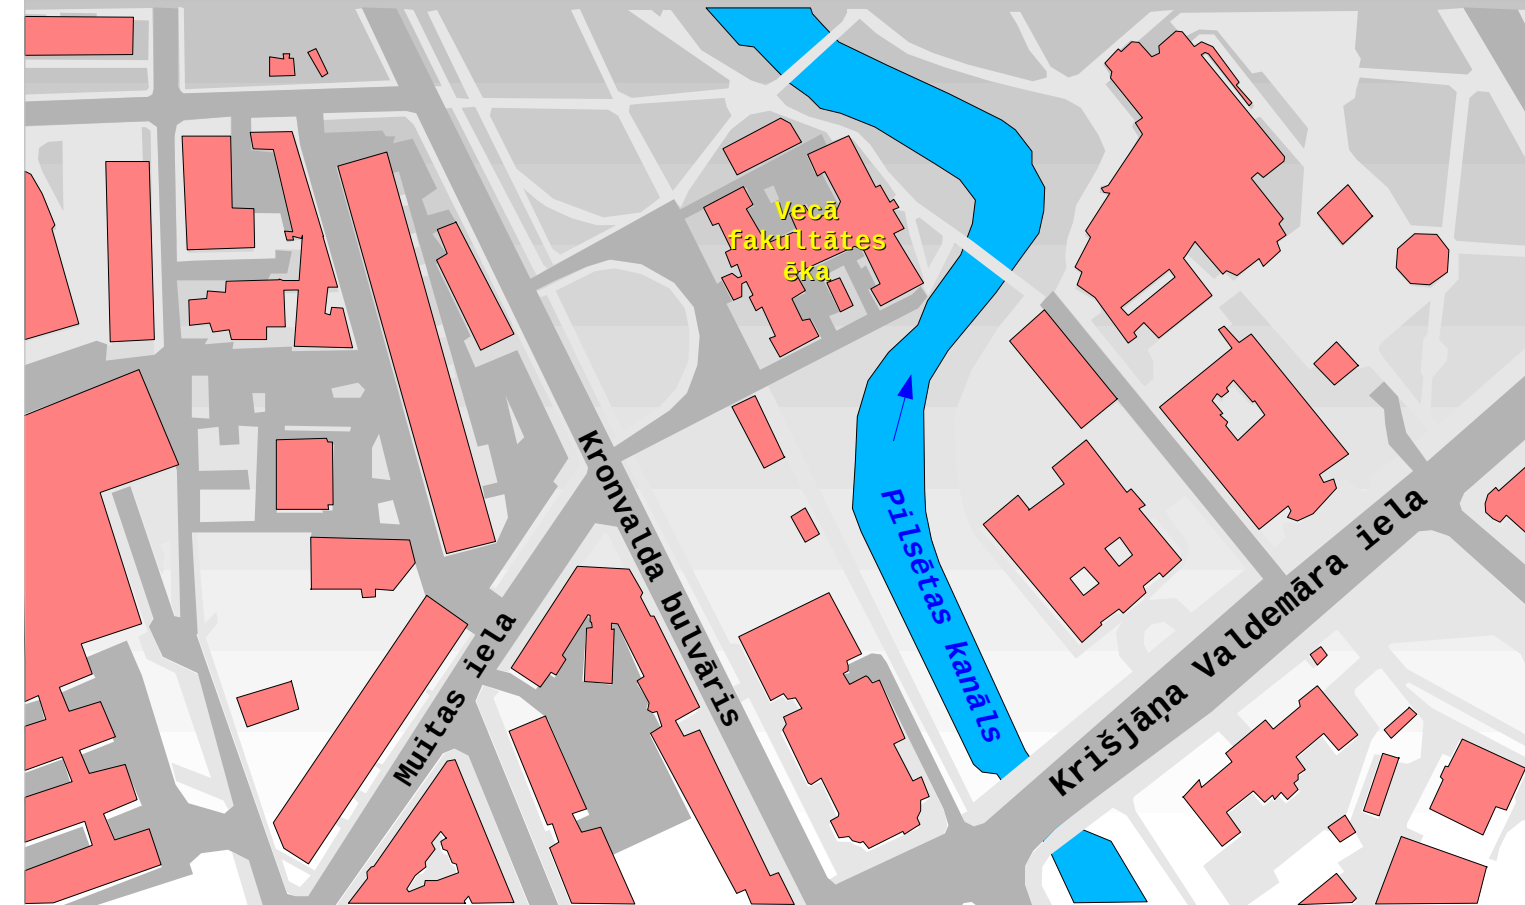 Vecā
fakultātes
ēka
Kronvalda bulvāris
Pilsētas kanāls
Muitas iela
Krišjāņa Valdemāra iela